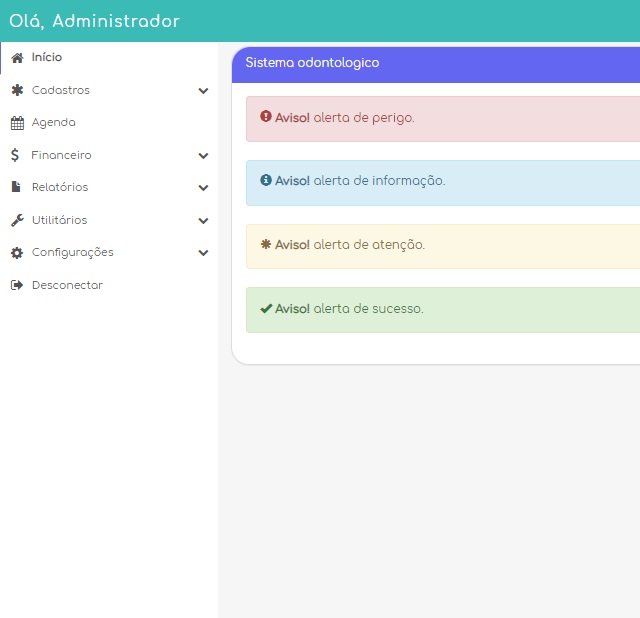 Olá, Administrador
Início
Cadastros
Agenda
Financeiro
Relatórios
Utilitários
Configurações
Desconectar
Sistema odontologico
Aviso! alerta de perigo.
Aviso! alerta de informação.
Aviso! alerta de atenção.
Aviso! alerta de sucesso.